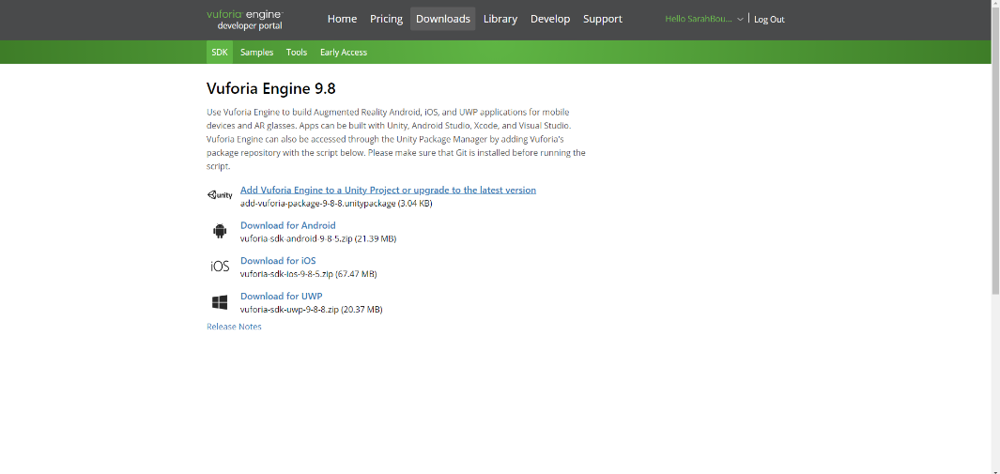 vuforia engine
developer portal
Home Pricing Downloads Library Develop Support
Hello SarahBou... Log Out
SDK Samples Tools Early Access
Vuforia Engine 9.8
Use Vuforia Engine to build Augmented Reality Android, iOS, and UWP applications for mobile
devices and AR glasses. Apps can be built with Unity, Android Studio, Xcode, and Visual Studio.
Vuforia Engine can also be accessed through the Unity Package Manager by adding Vuforia's
package repository with the script below. Please make sure that Git is installed before running the
script.
unity
Add Vuforia Engine to a Unity Project or upgrade to the latest version
add-vuforia-package-9-8-8.unitypackage (3.04 KB)
Download for Android
vuforia-sdk-android-9-8-5.zip (21.39 MB)
iOS
Download for iOS
vuforia-sdk-ios-9-8-5.zip (67.47 MB)
Download for UWP
vuforia-sdk-uwp-9-8-8.zip (20.37 MB)
Release Notes